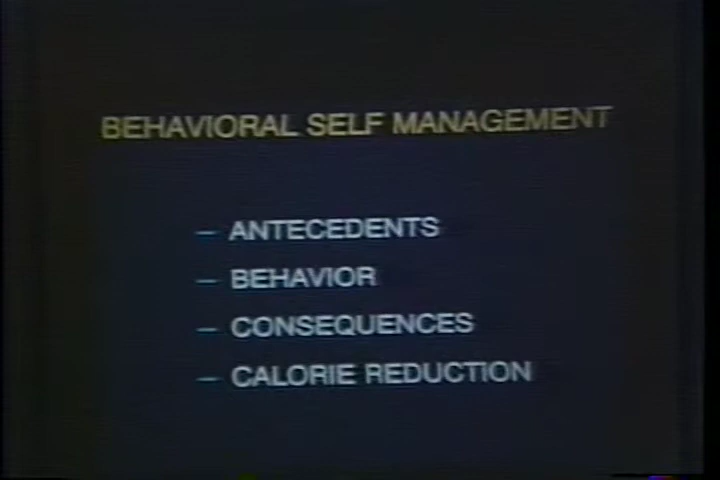 BEHAVIORAL SELF MANAGEMENT
– ANTECEDENTS
– BEHAVIOR
– CONSEQUENCES
– CALORIE REDUCTION